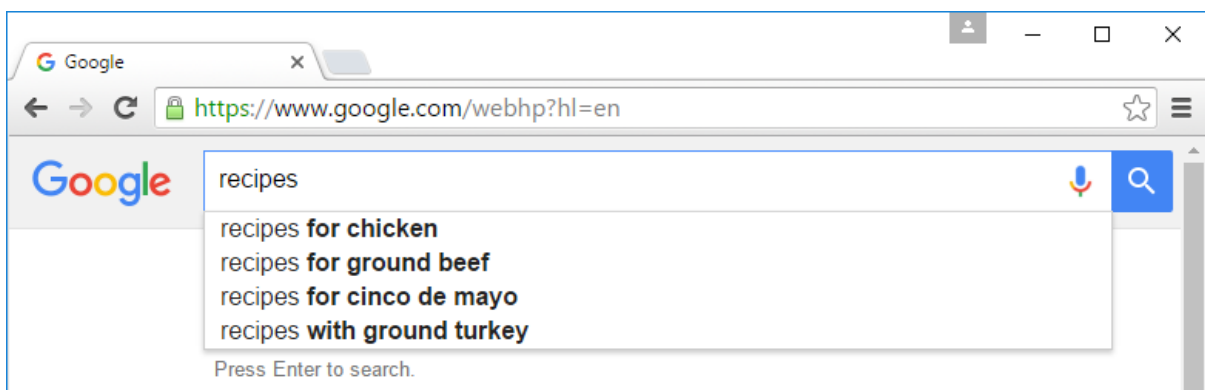 Google
https://www.google.com/webhp?hl=en
Google recipes
recipes for chicken
recipes for ground beef
recipes for cinco de mayo
recipes with ground turkey
Press Enter to search.